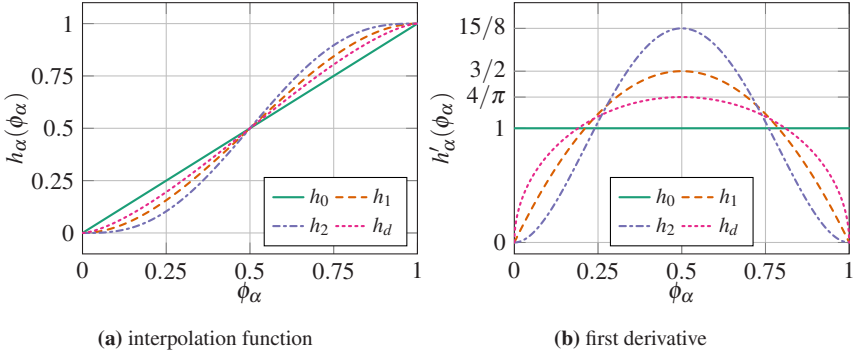 1
0.75
0.5
0.25
0
hα(ϕα)
h0 h1
h2 hd
0 0.25 0.5 0.75 1
ϕα
(a) interpolation function
15/8
3/2
4/π
1
0
h′α(ϕα)
h0 h1
h2 hd
0 0.25 0.5 0.75 1
ϕα
(b) first derivative